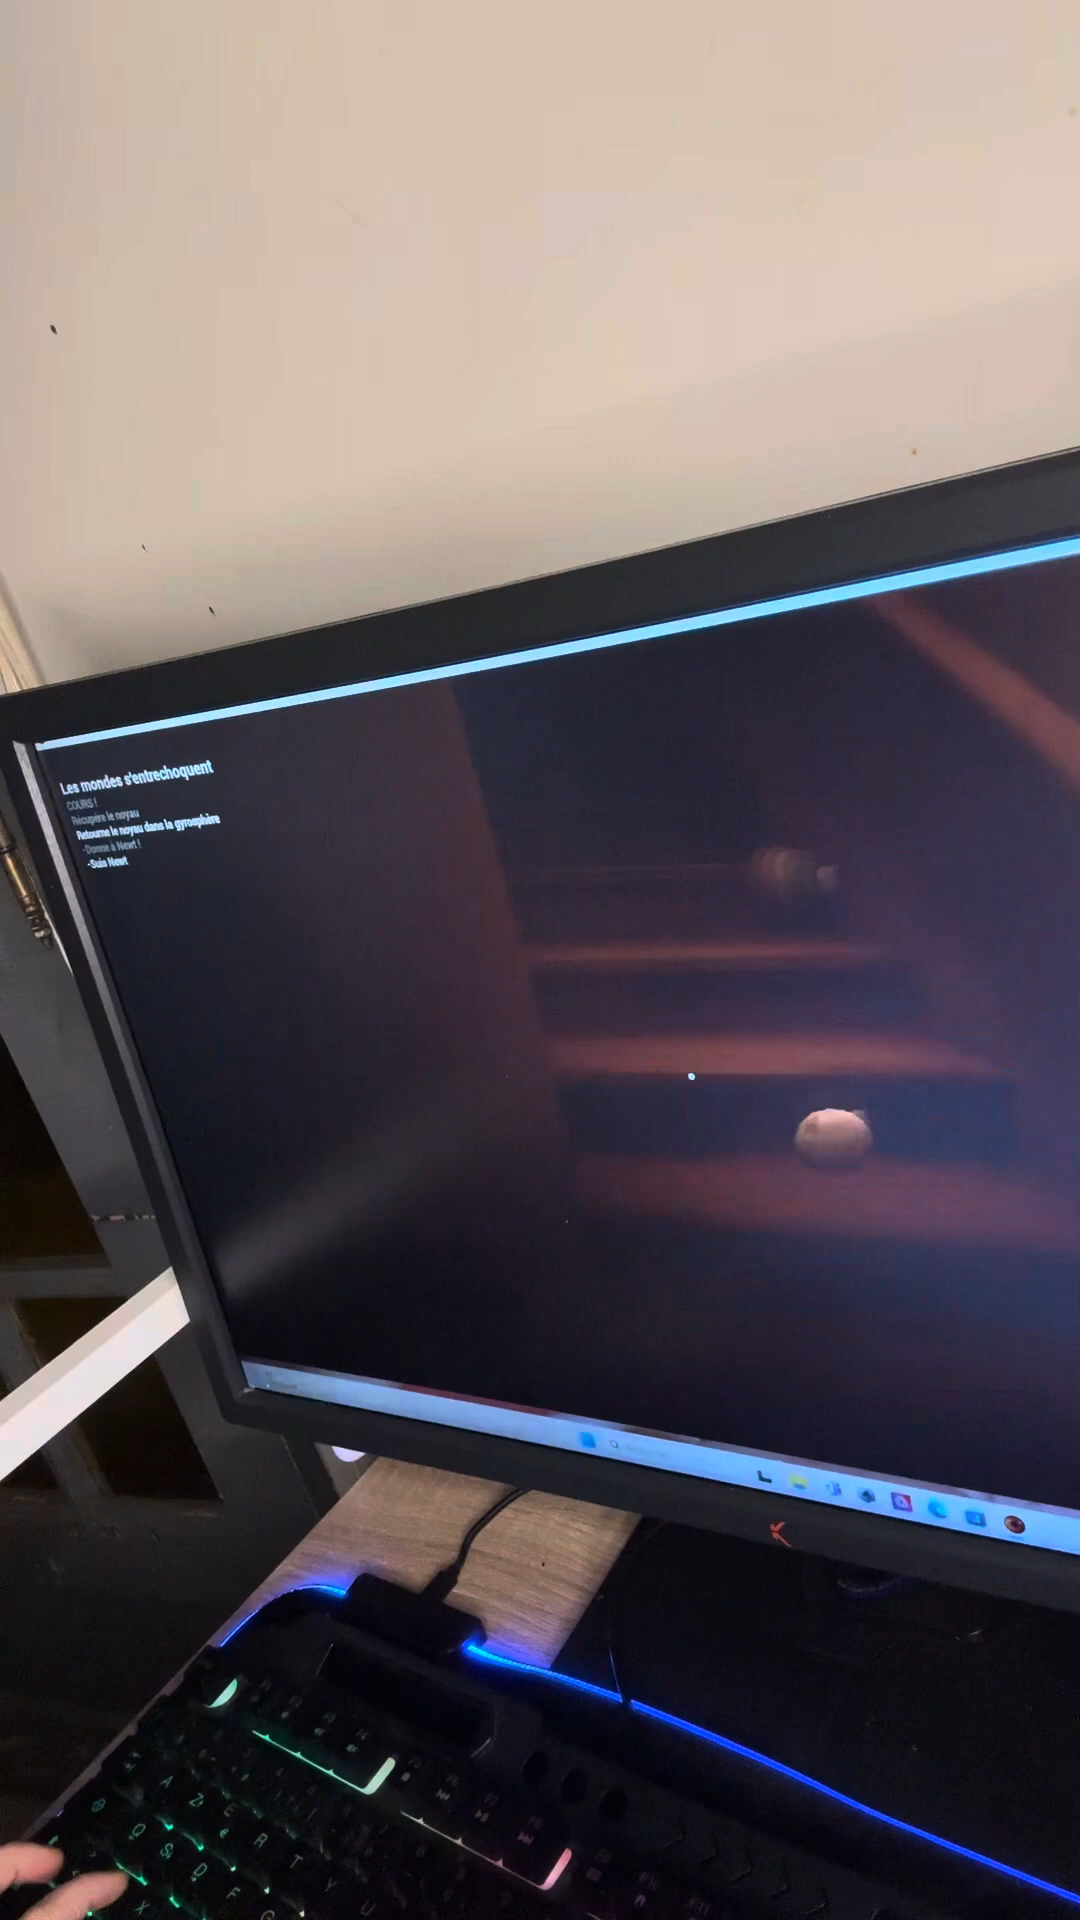 Les mondes s'entrechoquent
COURS !
Récupère le noyau
Retourne le noyau dans la gyrosphère
-Donne à Newt !
-Suis Newt
A
Z
E
R
T
Q
S
D
F
G
X
Y
U